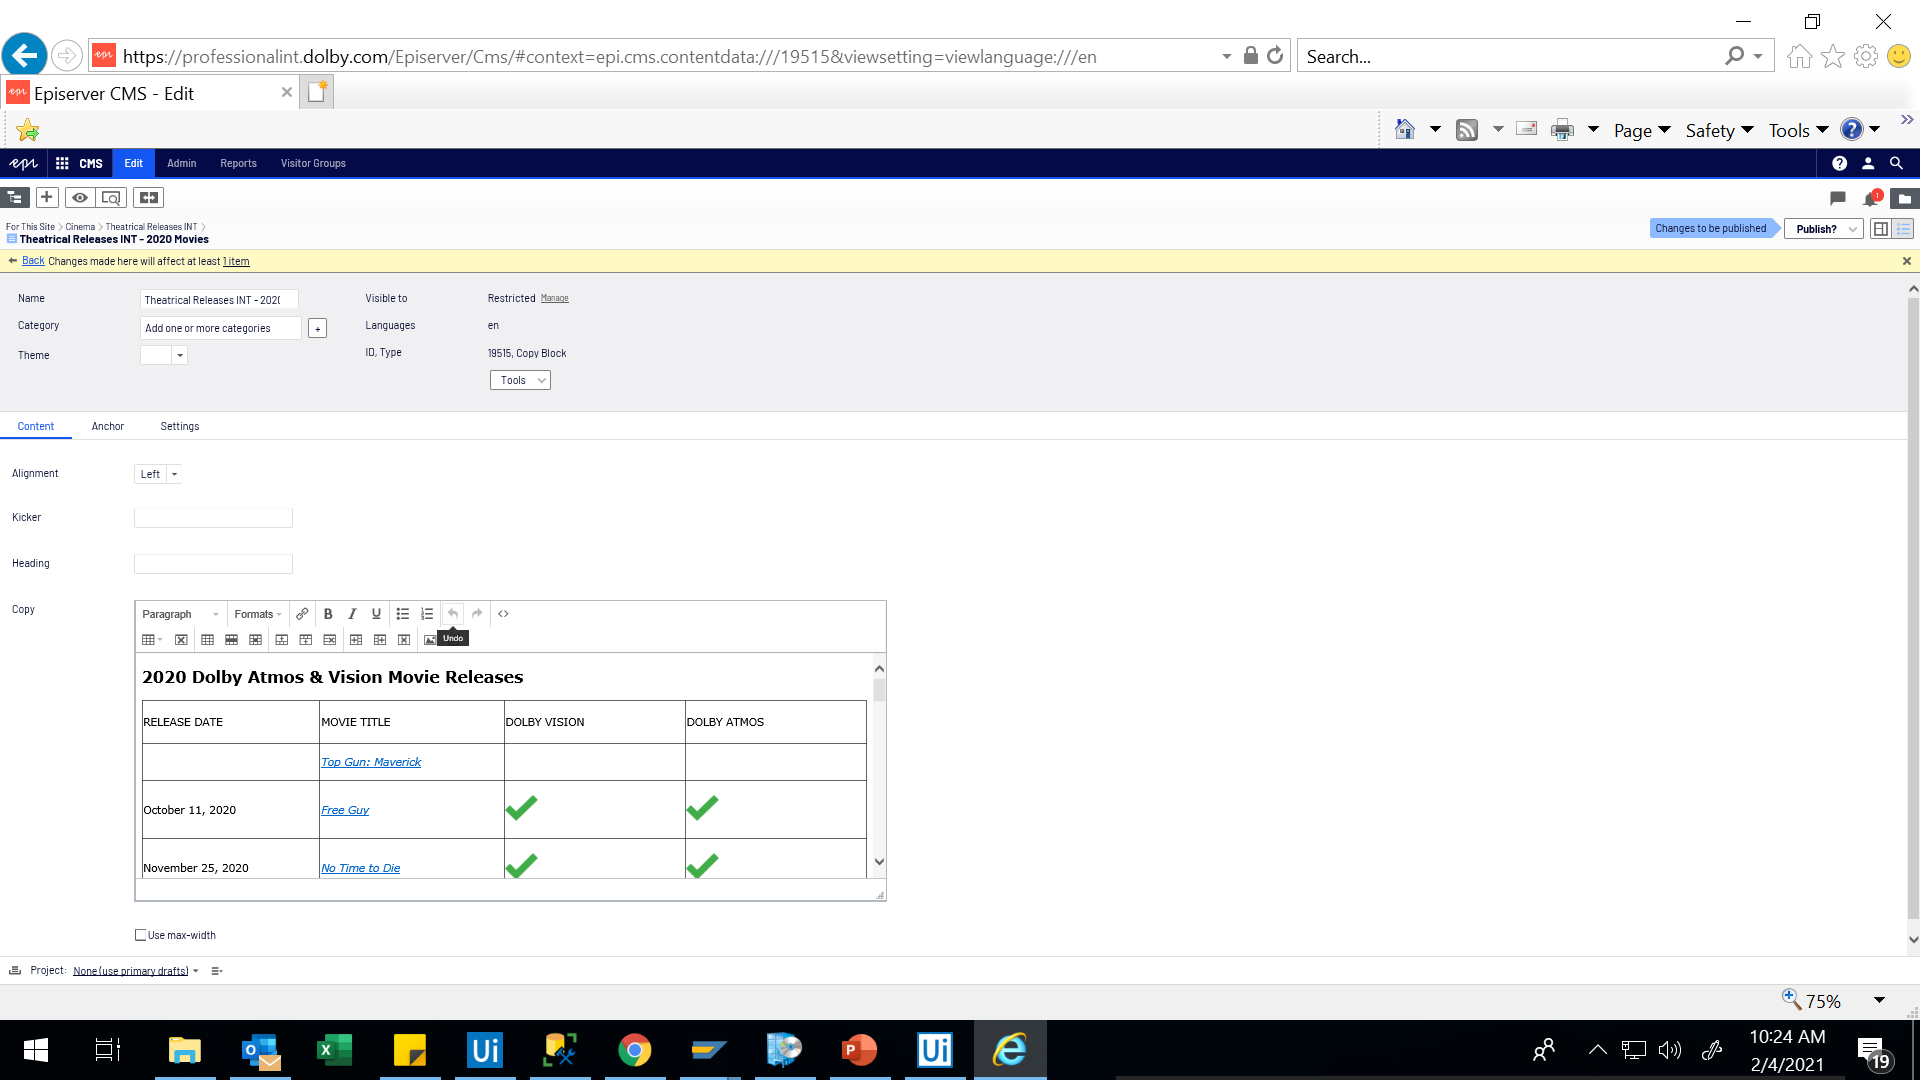 https://professionalint.dolby.com/Episerver/Cms/#context=epi.cms.contentdata:///19515&viewsetting=viewlanguage:///en
Search...
epi Episerver CMS - Edit
Page Safety Tools
epi CMS Edit Admin Reports Visitor Groups
1
For This Site Cinema Theatrical Releases INT
Theatrical Releases INT - 2020 Movies
Changes to be published Publish?
Back Changes made here will affect at least 1 item
Name Theatrical Releases INT - 202( Visible to Restricted Manage
Category Add one or more categories + Languages en
Theme ID, Type 19515, Copy Block
Tools
Content Anchor Settings
Alignment Left
Kicker
Heading
Copy
Paragraph Formats B I U
Undo
2020 Dolby Atmos & Vision Movie Releases
RELEASE DATE MOVIE TITLE DOLBY VISION DOLBY ATMOS
Top Gun: Maverick
October 11, 2020 Free Guy
November 25, 2020 No Time to Die
Use max-width
Project: None (use primary drafts)
75%
10:24 AM
2/4/2021
19